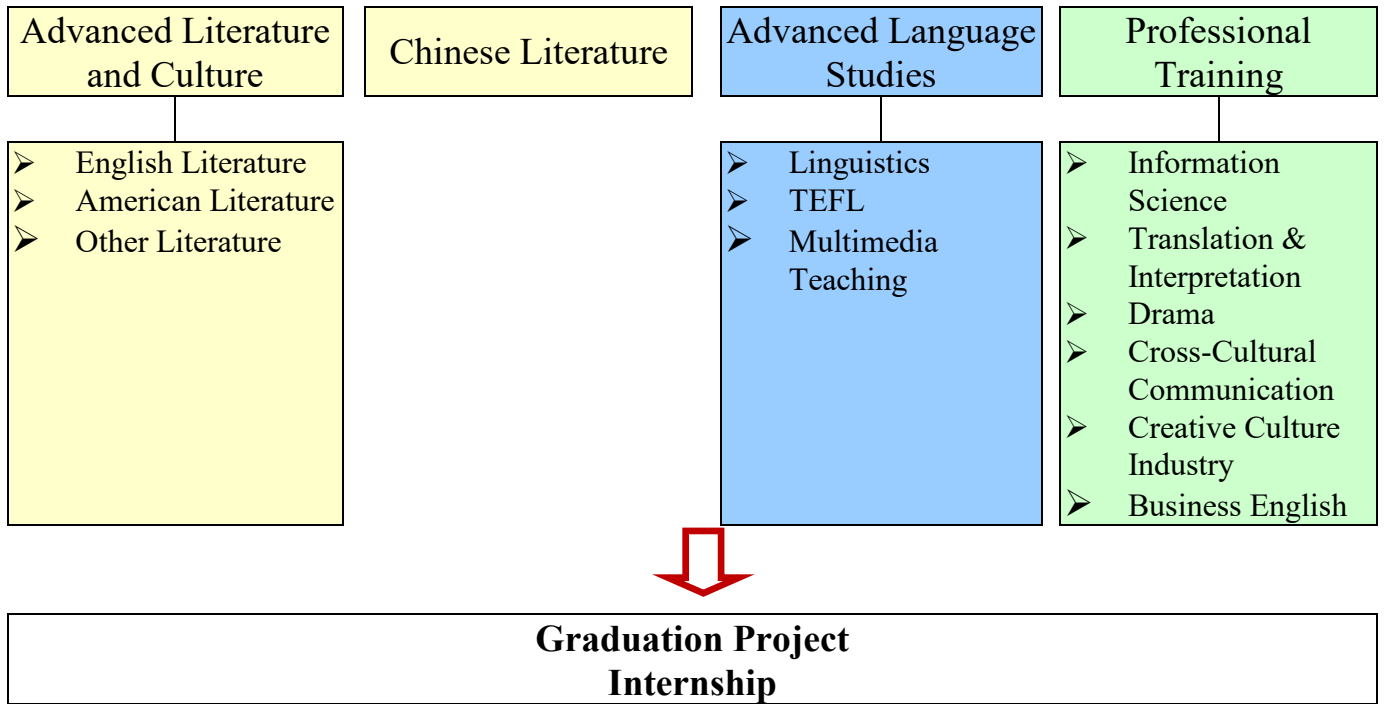 Advanced Literature
and Culture
Chinese Literature
Advanced Language
Studies
Professional
Training
➢ English Literature
➢ American Literature
➢ Other Literature
➢ Linguistics
➢ TEFL
➢ Multimedia
Teaching
➢ Information
Science
➢ Translation &
Interpretation
➢ Drama
➢ Cross-Cultural
Communication
➢ Creative Culture
Industry
➢ Business English
Graduation Project
Internship